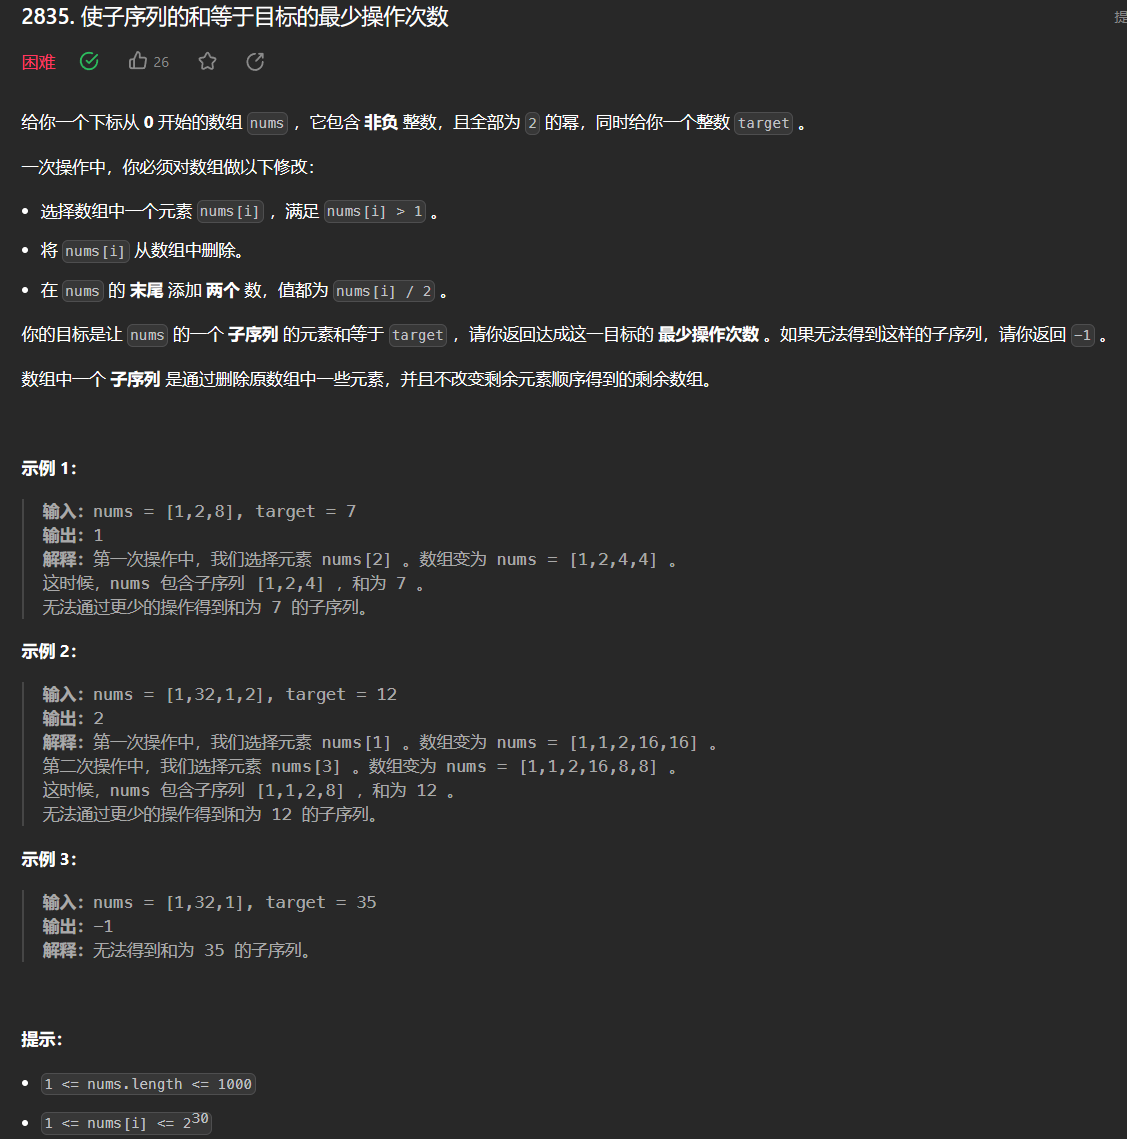 2835. 使子序列的和等于目标的最少操作次数
提
困难 26
给你一个下标从 0 开始的数组 nums ，它包含 非负 整数，且全部为 2 的幂，同时给你一个整数 target 。
一次操作中，你必须对数组做以下修改：
• 选择数组中一个元素 nums[i] ，满足 nums[i] > 1 。
• 将 nums[i] 从数组中删除。
• 在 nums 的 末尾 添加 两个 数，值都为 nums[i] / 2 。
你的目标是让 nums 的一个 子序列 的元素和等于 target ，请你返回达成这一目标的 最少操作次数 。如果无法得到这样的子序列，请你返回 -1 。
数组中一个 子序列 是通过删除原数组中一些元素，并且不改变剩余元素顺序得到的剩余数组。
示例 1：
输入：nums = [1,2,8], target = 7
输出：1
解释：第一次操作中，我们选择元素 nums[2] 。数组变为 nums = [1,2,4,4] 。
这时候，nums 包含子序列 [1,2,4] ，和为 7 。
无法通过更少的操作得到和为 7 的子序列。
示例 2：
输入：nums = [1,32,1,2], target = 12
输出：2
解释：第一次操作中，我们选择元素 nums[1] 。数组变为 nums = [1,1,2,16,16] 。
第二次操作中，我们选择元素 nums[3] 。数组变为 nums = [1,1,2,16,8,8] 。
这时候，nums 包含子序列 [1,1,2,8] ，和为 12 。
无法通过更少的操作得到和为 12 的子序列。
示例 3：
输入：nums = [1,32,1], target = 35
输出：-1
解释：无法得到和为 35 的子序列。
提示：
• 1 <= nums.length <= 1000
• 1 <= nums[i] <= 2^30